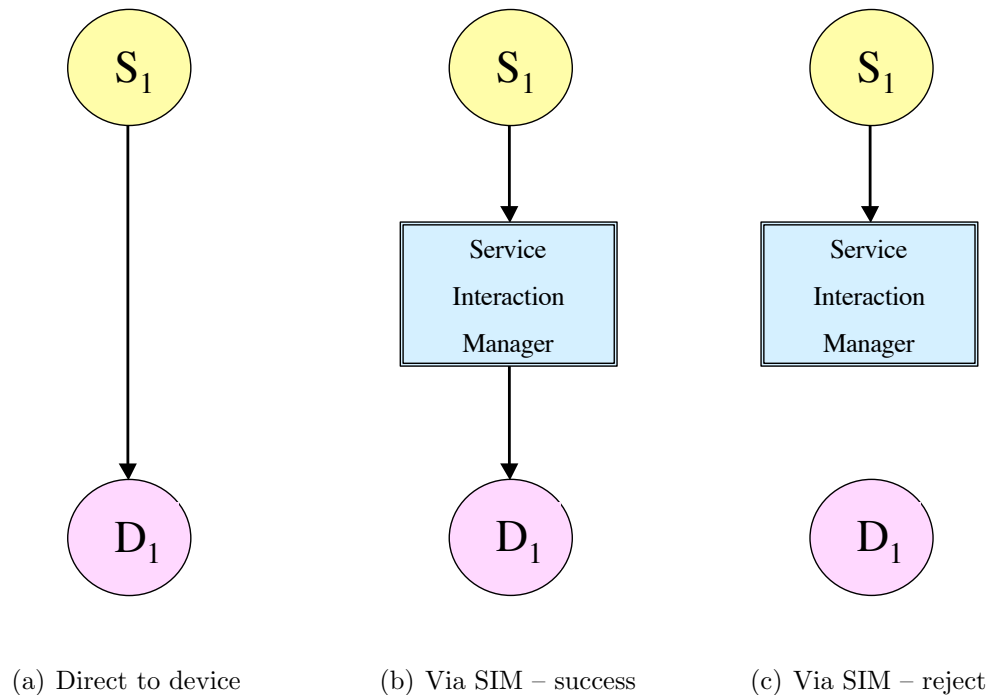 S₁ S₁ S₁
Service
Interaction
Manager
Service
Interaction
Manager
D₁ D₁ D₁
(a) Direct to device (b) Via SIM – success (c) Via SIM – reject